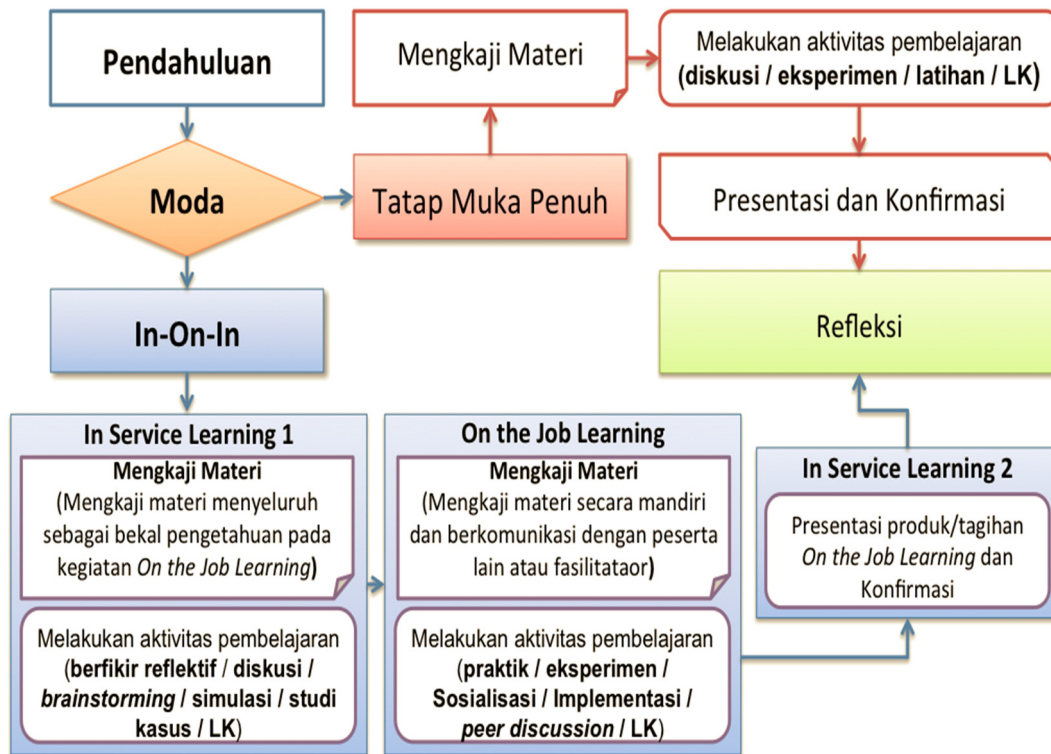 Pendahuluan
Moda
Tatap Muka Penuh
Mengkaji Materi
Melakukan aktivitas pembelajaran
(diskusi / eksperimen / latihan / LK)
Presentasi dan Konfirmasi
Refleksi
In-On-In
In Service Learning 1
Mengkaji Materi
(Mengkaji materi menyeluruh
sebagai bekal pengetahuan pada
kegiatan On the Job Learning)
Melakukan aktivitas pembelajaran
(berfikir reflektif / diskusi /
brainstorming / simulasi / studi
kasus / LK)
On the Job Learning
Mengkaji Materi
(Mengkaji materi secara mandiri
dan berkomunikasi dengan peserta
lain atau fasilitataor)
Melakukan aktivitas pembelajaran
(praktik / eksperimen /
Sosialisasi / Implementasi /
peer discussion / LK)
In Service Learning 2
Presentasi produk/tagihan
On the Job Learning dan
Konfirmasi